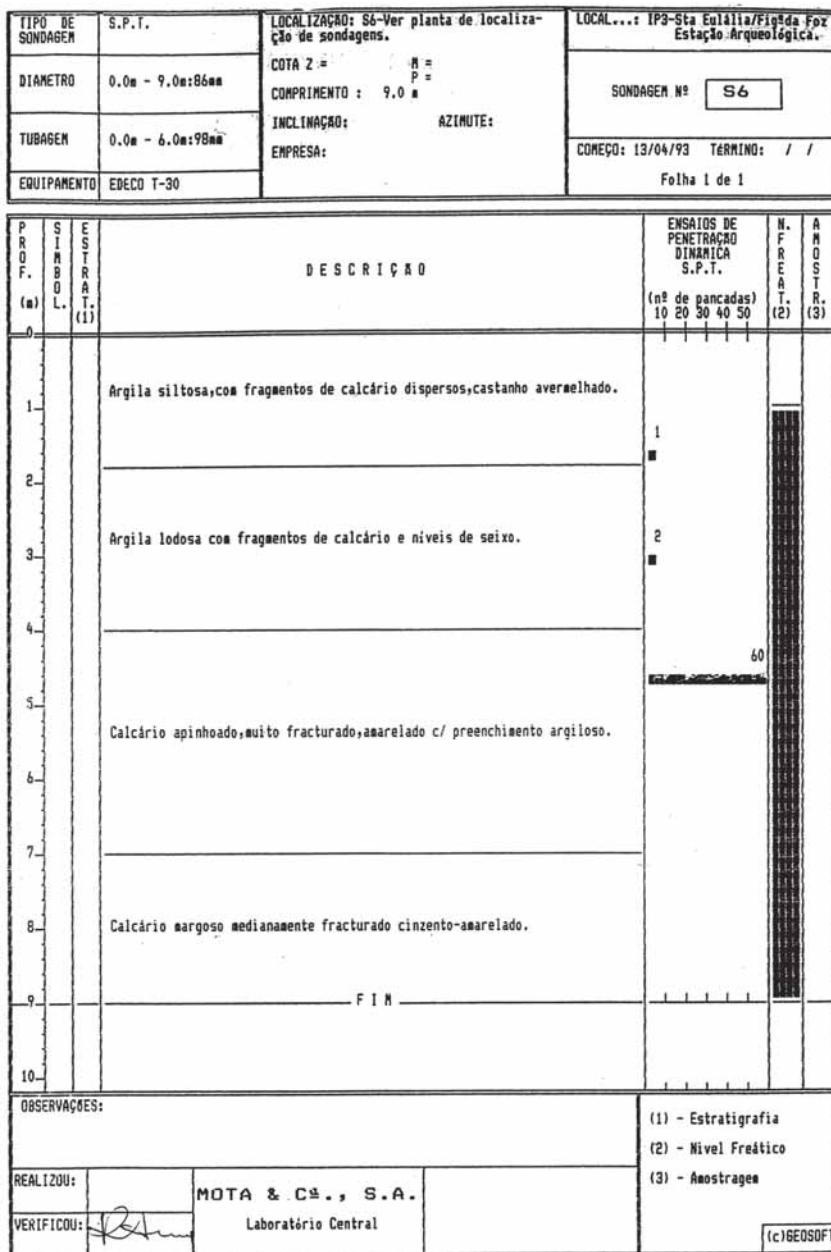 TIPO DE SONDAGEM S.P.T.
DIAMETRO 0.0m - 9.0m:86mm
TUBAGEM 0.0m - 6.0m:98mm
EQUIPAMENTO EDECO T-30
LOCALIZAÇÃO: S6-Ver planta de localiza-
ção de sondagens.
COTA Z = M =
P =
COMPRIMENTO : 9.0 m
INCLINAÇÃO: AZIMUTE:
EMPRESA:
LOCAL...: IP3-Sta Eulália/Figªda Foz
Estação Arqueológica.
SONDAGEM Nº S6
COMEÇO: 13/04/93 TÉRMINO: / /
Folha 1 de 1
PROF. (m)
SIMBOL.
ESTRAT. (1)
DESCRIÇÃO
ENSAIOS DE
PENETRAÇÃO
DINÂMICA
S.P.T.
(nº de pancadas)
10 20 30 40 50
N.FREAT. (2)
AMOSTR. (3)
0
Argila siltosa,com fragmentos de calcário dispersos,castanho avermelhado.
1
1
2
Argila lodosa com fragmentos de calcário e níveis de seixo.
2
3
4
60
5
Calcário apinhoado,muito fracturado,amarelado c/ preenchimento argiloso.
6
7
8
Calcário margoso medianamente fracturado cinzento-amarelado.
9
FIM
10
OBSERVAÇÕES:
(1) - Estratigrafia
(2) - Nivel Freático
(3) - Amostragem
REALIZOU:
VERIFICOU:
MOTA & Cª., S.A.
Laboratório Central
(c)GEOSOFT